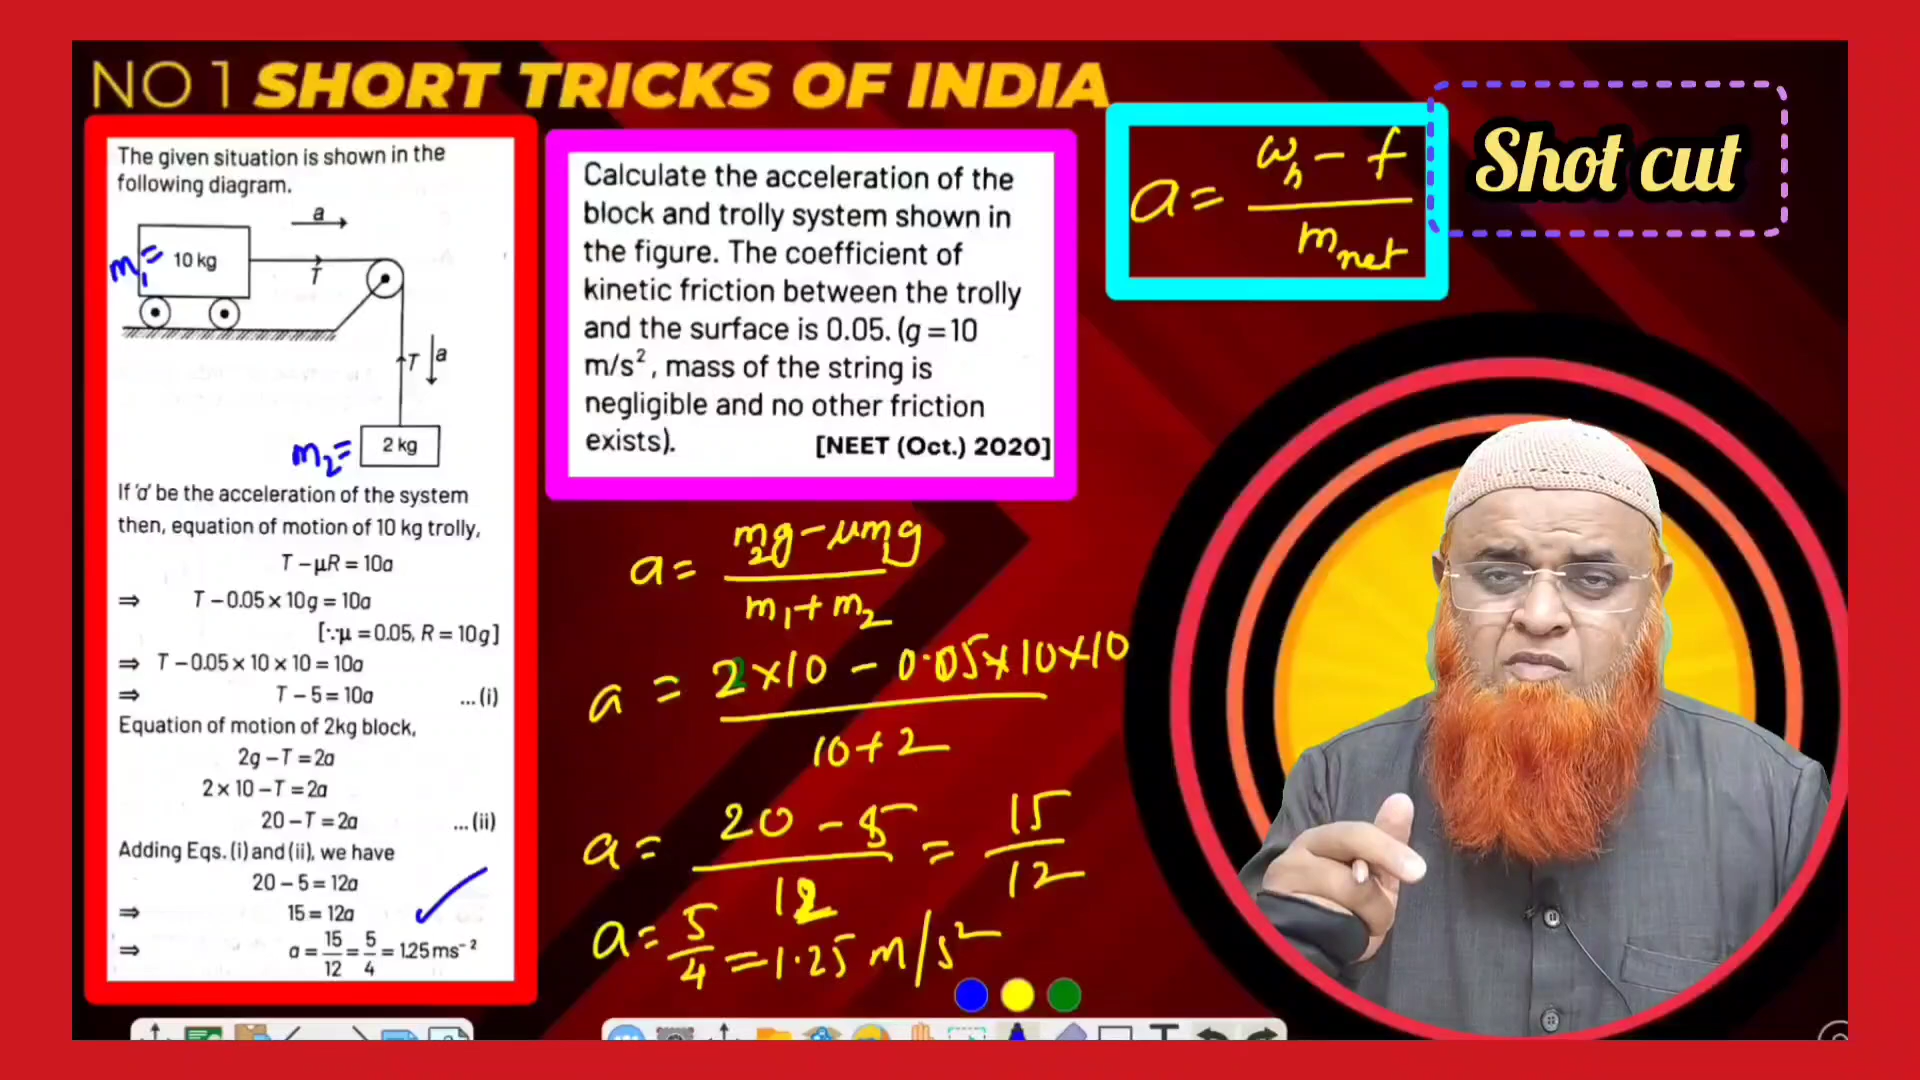 NO 1 SHORT TRICKS OF INDIA
The given situation is shown in the
following diagram.
a
m₁= 10 kg
T
T a
m₂= 2 kg
If 'a' be the acceleration of the system
then, equation of motion of 10 kg trolly,
T – μR = 10a
⇒ T – 0.05 × 10g = 10a
[∵μ = 0.05, R = 10g]
⇒ T – 0.05 × 10 × 10 = 10a
⇒ T – 5 = 10a ...(i)
Equation of motion of 2kg block,
2g – T = 2a
2 × 10 – T = 2a
20 – T = 2a ...(ii)
Adding Eqs. (i) and (ii), we have
20 – 5 = 12a
⇒ 15 = 12a
⇒ a = 15/12 = 5/4 = 1.25 ms⁻²
Calculate the acceleration of the
block and trolly system shown in
the figure. The coefficient of
kinetic friction between the trolly
and the surface is 0.05. (g = 10
m/s², mass of the string is
negligible and no other friction
exists). [NEET (Oct.) 2020]
a = (m₂g – μm₁g)/(m₁ + m₂)
a = (2×10 – 0.05×10×10)/(10+2)
a = (20 – 5)/12 = 15/12
a = 5/4 = 1.25 m/s²
a = (ωₕ – f)/m net
Shot cut